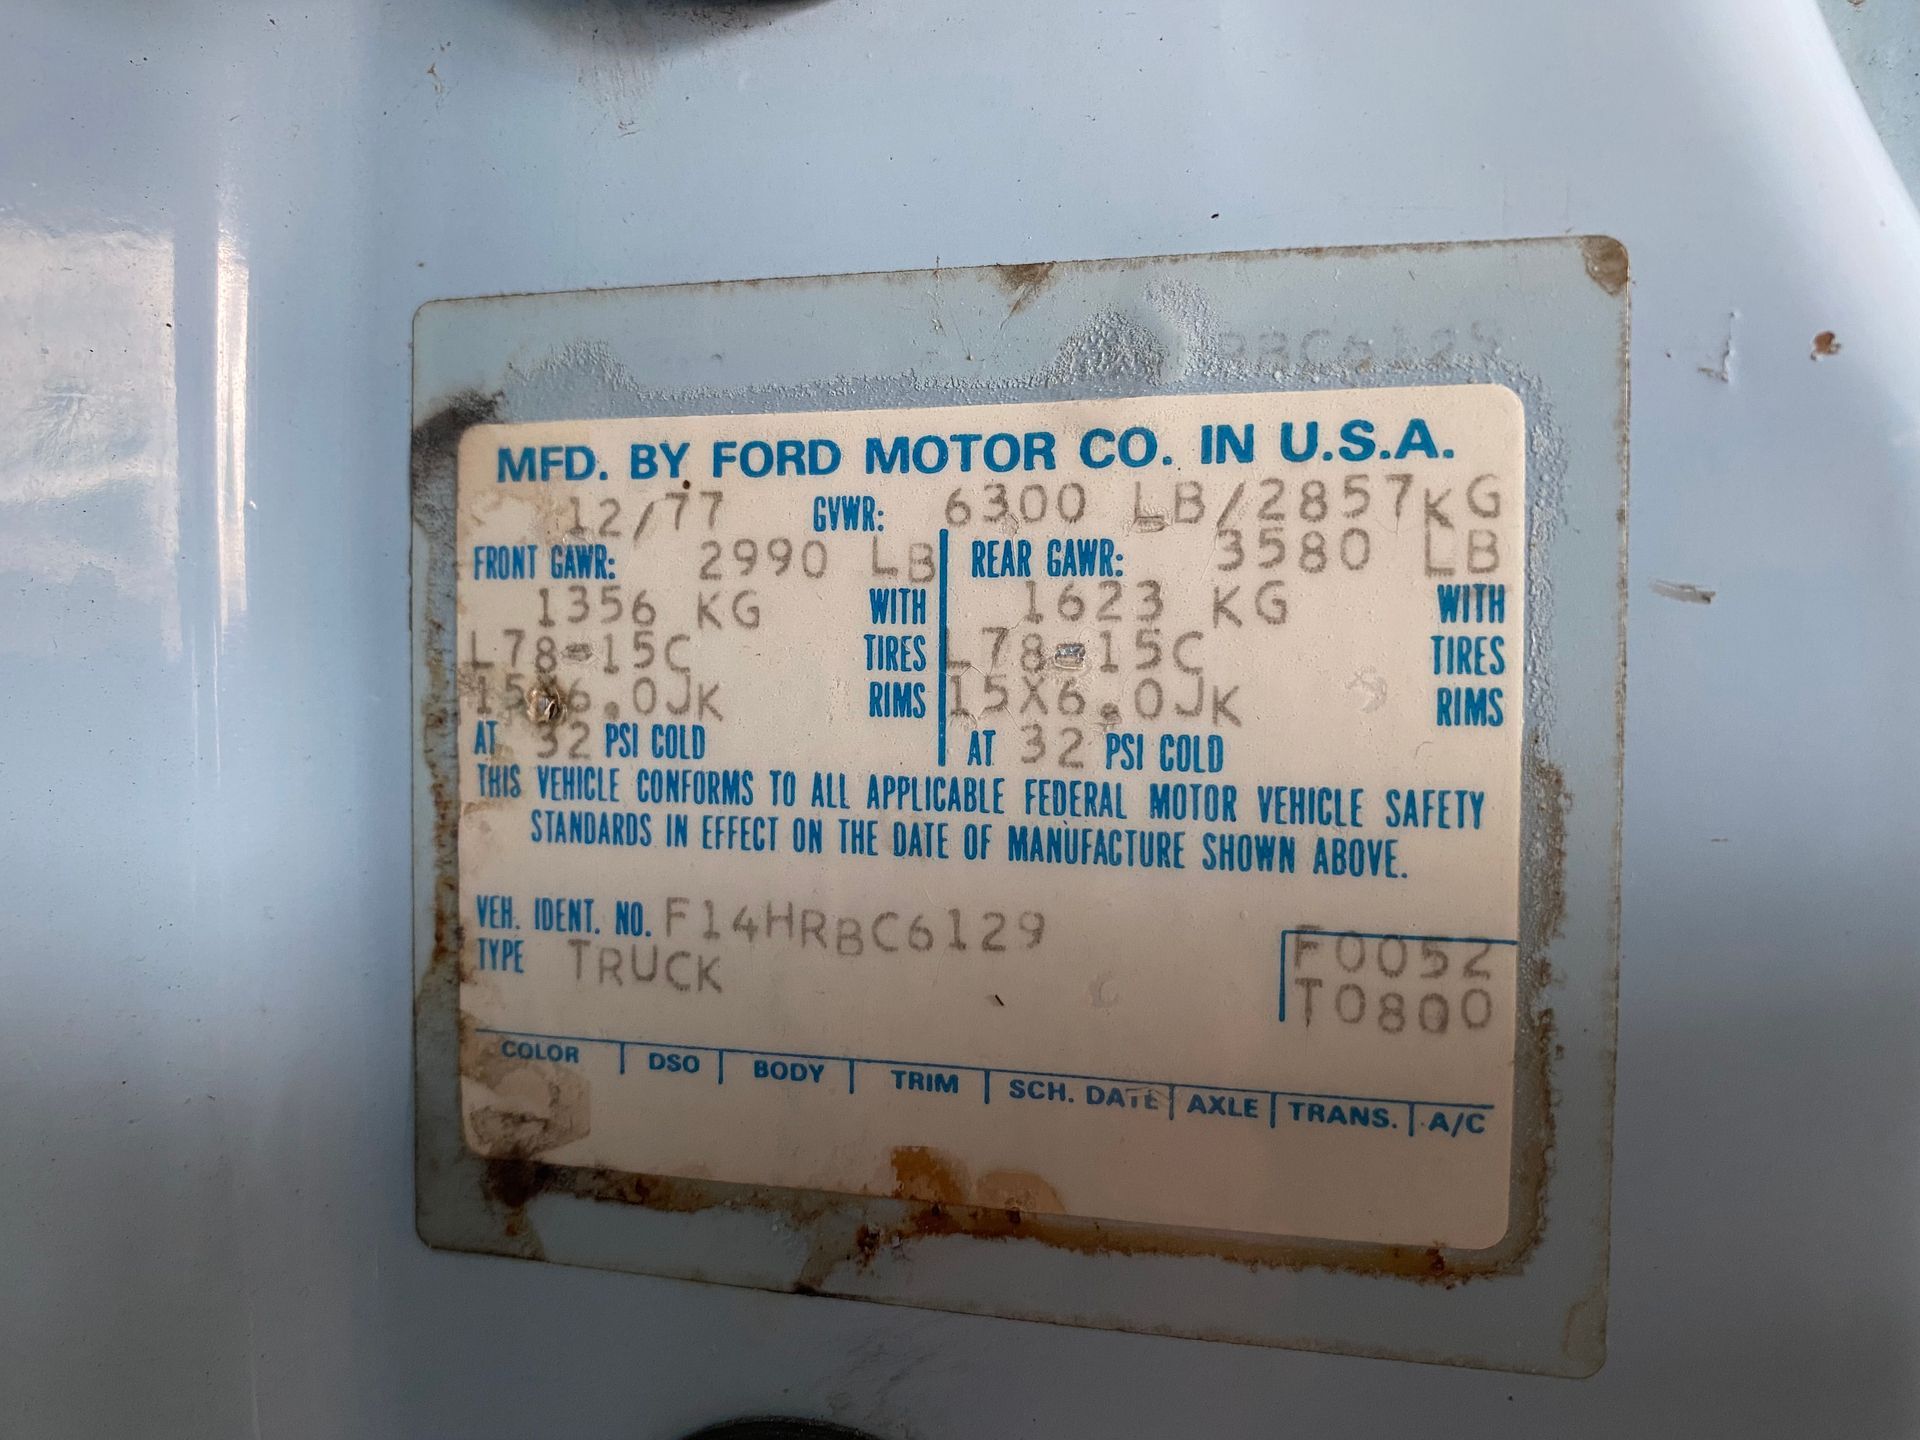 RBC6129
MFD. BY FORD MOTOR CO. IN U.S.A.
12/77 GVWR: 6300 LB/2857KG
FRONT GAWR: 2990 LB REAR GAWR: 3580 LB
1356 KG WITH 1623 KG WITH
L78-15C TIRES L78-15C TIRES
15X6.0JK RIMS 15X6.0JK RIMS
AT 32 PSI COLD AT 32 PSI COLD
THIS VEHICLE CONFORMS TO ALL APPLICABLE FEDERAL MOTOR VEHICLE SAFETY
STANDARDS IN EFFECT ON THE DATE OF MANUFACTURE SHOWN ABOVE.
VEH. IDENT. NO. F14HRBC6129 F0052
TYPE TRUCK T0800
COLOR DSO BODY TRIM SCH. DATE AXLE TRANS. A/C